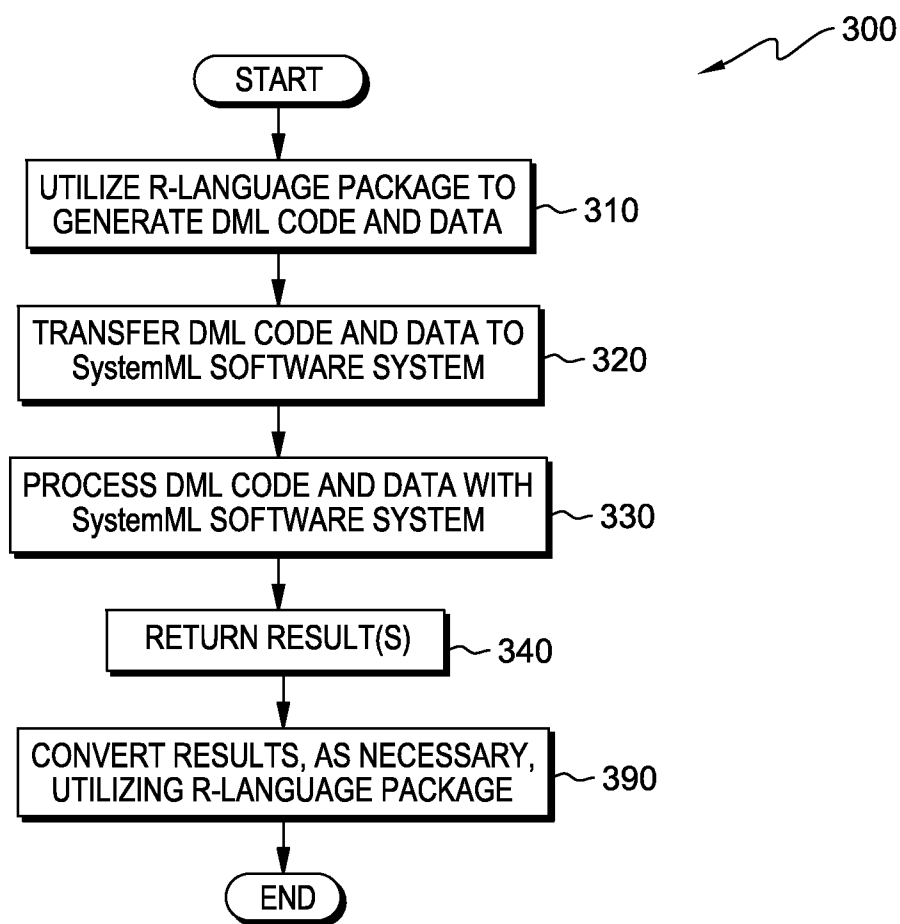 300
START
UTILIZE R-LANGUAGE PACKAGE TO
GENERATE DML CODE AND DATA
310
TRANSFER DML CODE AND DATA TO
SystemML SOFTWARE SYSTEM
320
PROCESS DML CODE AND DATA WITH
SystemML SOFTWARE SYSTEM
330
RETURN RESULT(S)
340
CONVERT RESULTS, AS NECESSARY,
UTILIZING R-LANGUAGE PACKAGE
390
END